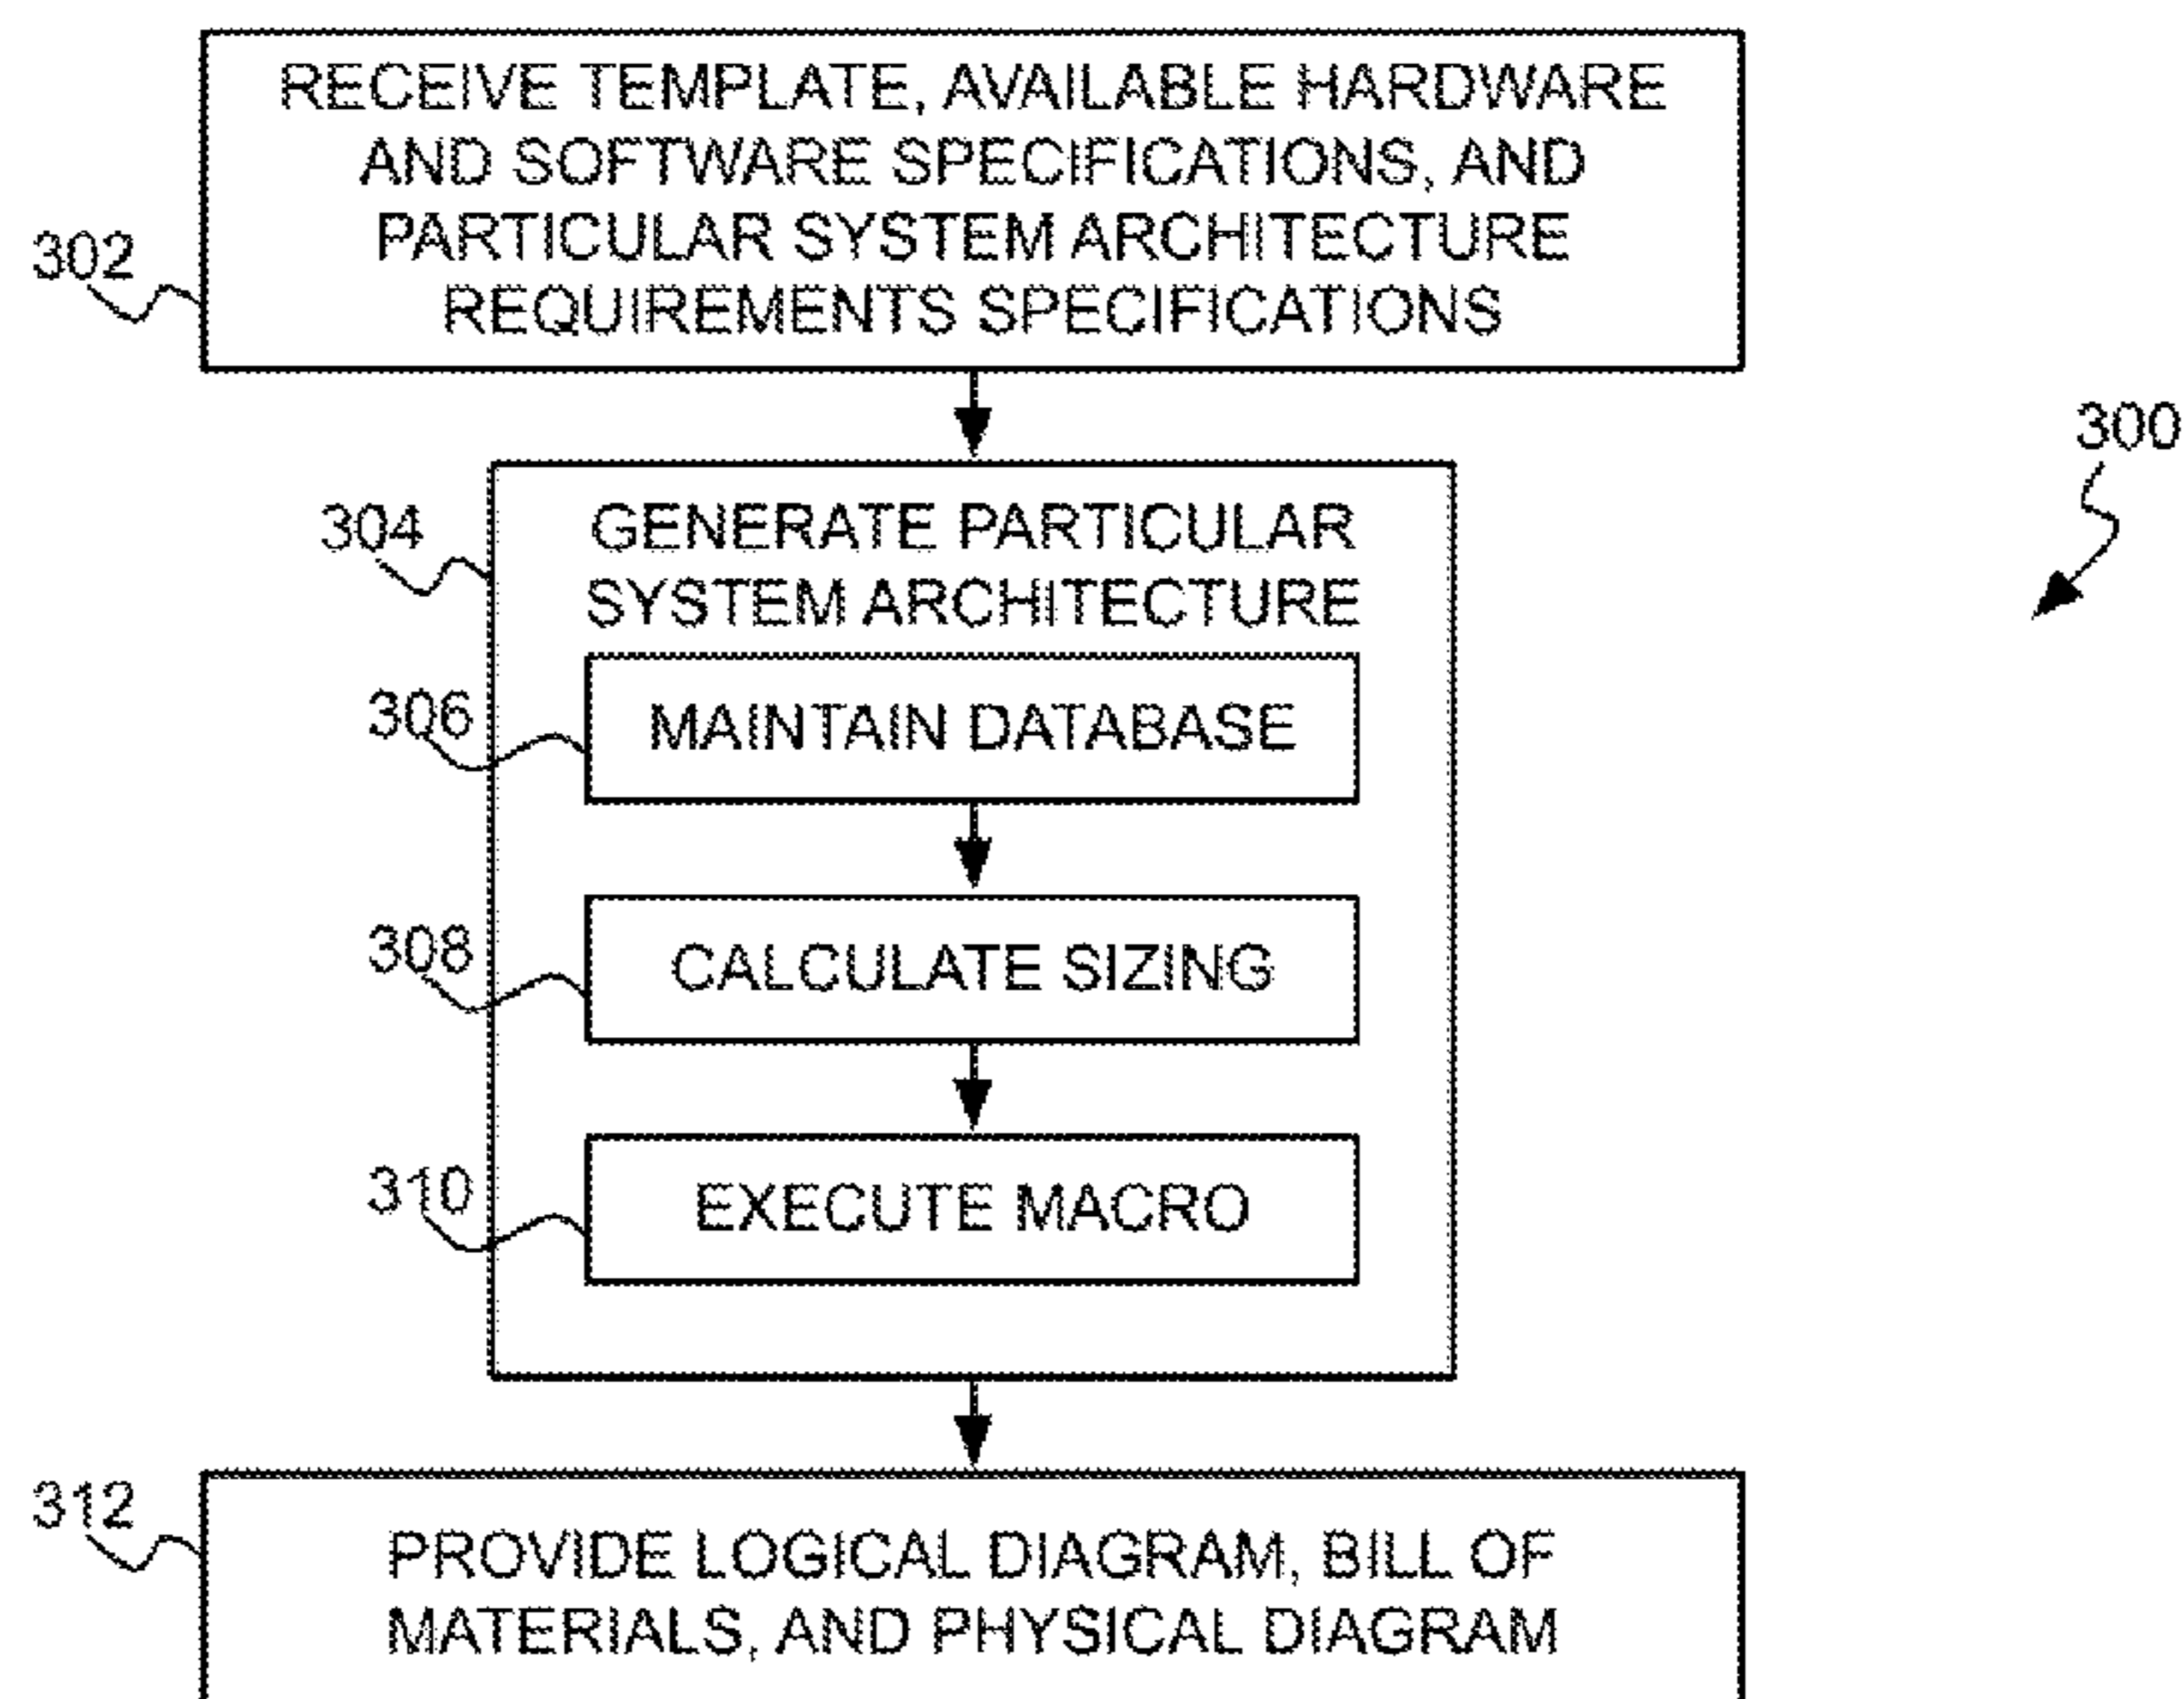 RECEIVE TEMPLATE, AVAILABLE HARDWARE
AND SOFTWARE SPECIFICATIONS, AND
PARTICULAR SYSTEM ARCHITECTURE
REQUIREMENTS SPECIFICATIONS
302
300
304
GENERATE PARTICULAR
SYSTEM ARCHITECTURE
306
MAINTAIN DATABASE
308
CALCULATE SIZING
310
EXECUTE MACRO
312
PROVIDE LOGICAL DIAGRAM, BILL OF
MATERIALS, AND PHYSICAL DIAGRAM